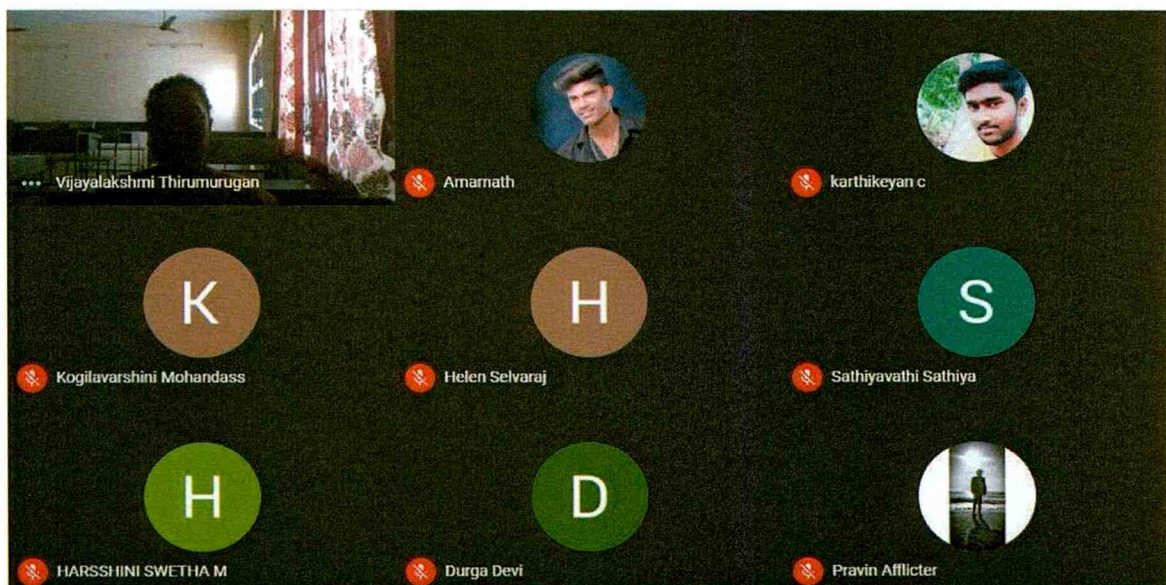 Vijayalakshmi Thirumurugan
Amarnath
karthikeyan c
K
H
S
Kogilavarshini Mohandass
Helen Selvaraj
Sathiyavathi Sathiya
H
D
HARSSHINI SWETHA M
Durga Devi
Pravin Afflicter